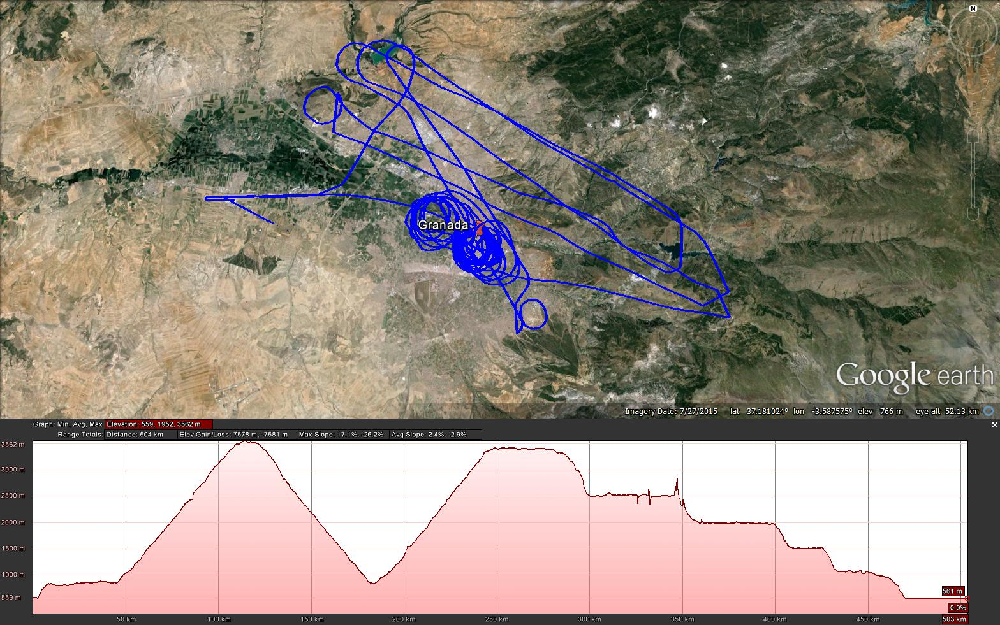 N
Granada
Google earth
Imagery Date: 7/27/2015 lat 37.181024° lon -3.587575° elev 766 m eye alt 52.13 km
Graph: Min, Avg, Max Elevation: 559, 1952, 3562 m
Range Totals Distance: 504 km Elev Gain/Loss: 7578 m, -7581 m Max Slope: 17.1%, -26.2% Avg Slope: 2.4%, -2.9%
3562 m
3000 m
2500 m
2000 m
1500 m
1000 m
559 m
561 m
0.0%
50 km 100 km 150 km 200 km 250 km 300 km 350 km 400 km 450 km 503 km